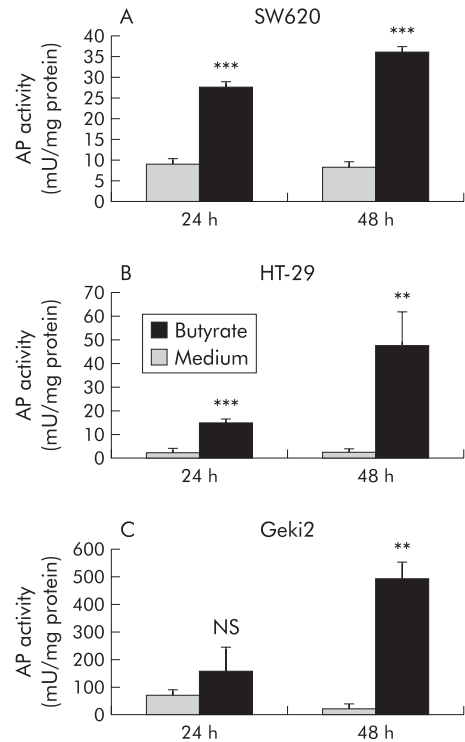 A SW620
AP activity
(mU/mg protein)
40
35
30
25
20
15
10
5
0
***
***
24 h 48 h
B HT-29
AP activity
(mU/mg protein)
70
60
50
40
30
20
10
0
Butyrate
Medium
***
**
24 h 48 h
C Geki2
AP activity
(mU/mg protein)
600
500
400
300
200
100
0
NS
**
24 h 48 h